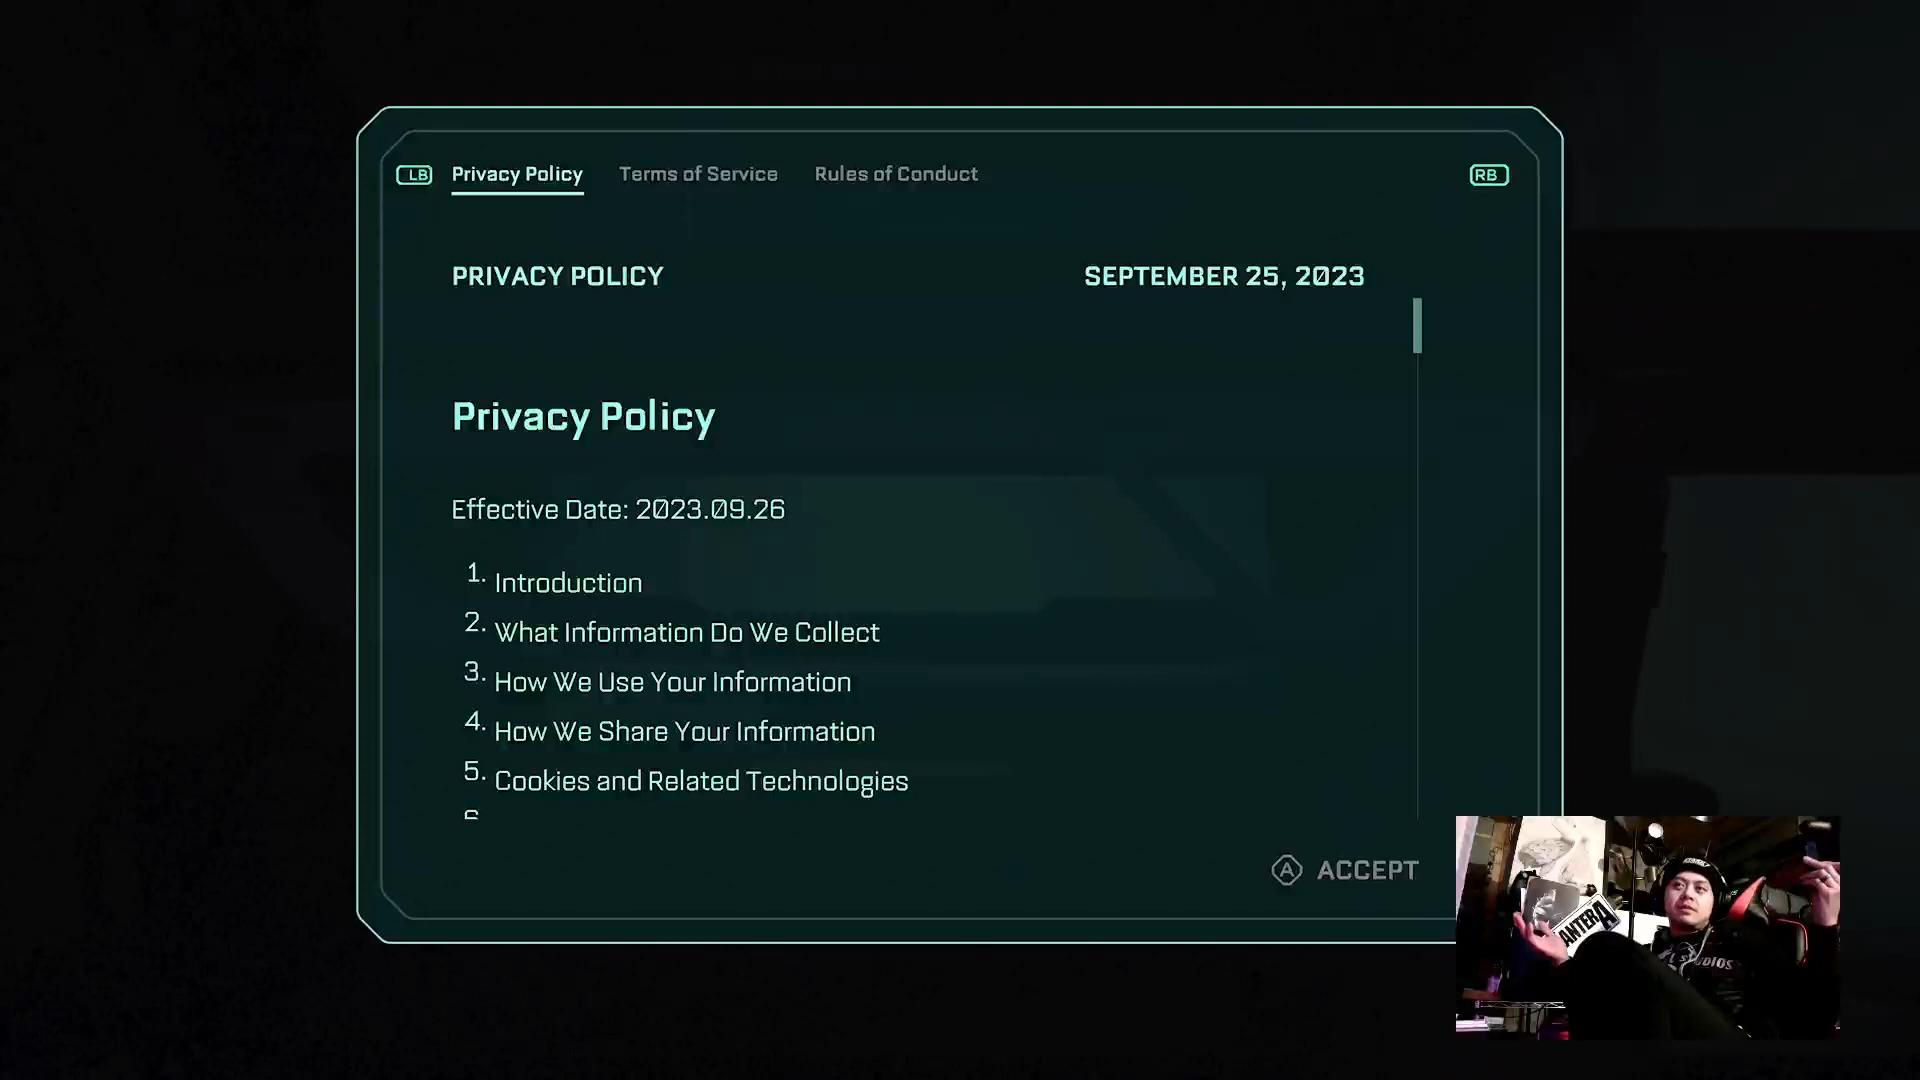 LB Privacy Policy Terms of Service Rules of Conduct RB
PRIVACY POLICY SEPTEMBER 25, 2023
Privacy Policy
Effective Date: 2023.09.26
1. Introduction
2. What Information Do We Collect
3. How We Use Your Information
4. How We Share Your Information
5. Cookies and Related Technologies
A ACCEPT
ANTERA